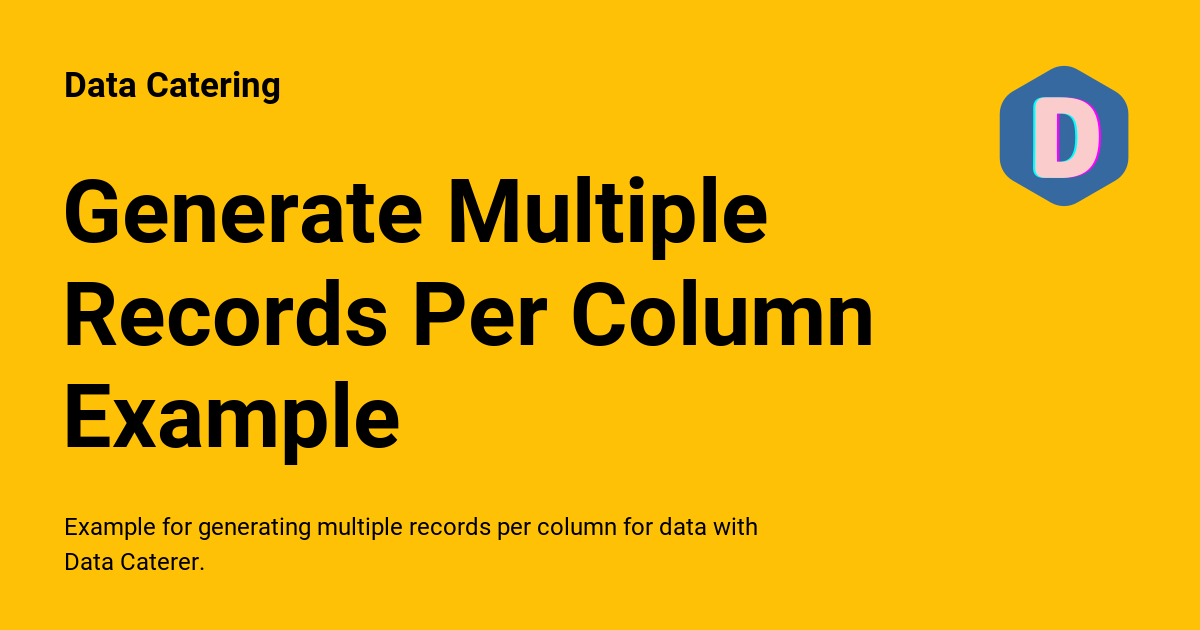 Data Catering
D
Generate Multiple
Records Per Column
Example
Example for generating multiple records per column for data with
Data Caterer.